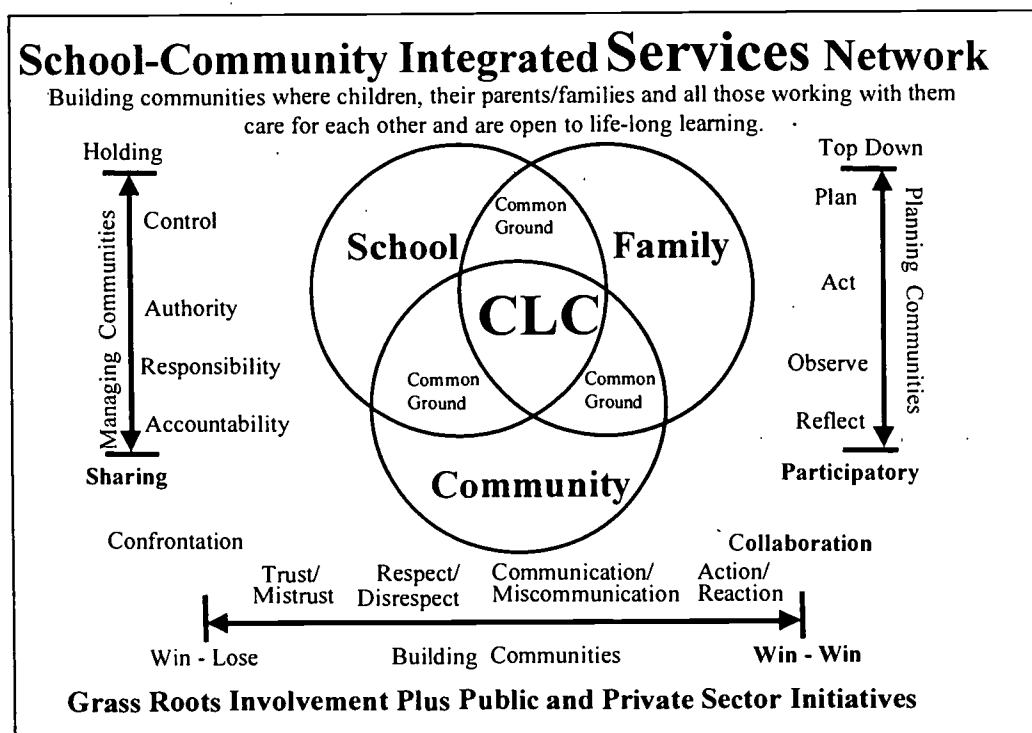 School-Community Integrated Services Network
Building communities where children, their parents/families and all those working with them
care for each other and are open to life-long learning.
Holding
Control
Authority
Responsibility
Accountability
Sharing
Managing Communities
School
Family
Common
Ground
CLC
Common
Ground
Common
Ground
Community
Top Down
Plan
Act
Observe
Reflect
Participatory
Planning Communities
Confrontation
Collaboration
Trust/
Mistrust
Respect/
Disrespect
Communication/
Miscommunication
Action/
Reaction
Win - Lose
Building Communities
Win - Win
Grass Roots Involvement Plus Public and Private Sector Initiatives